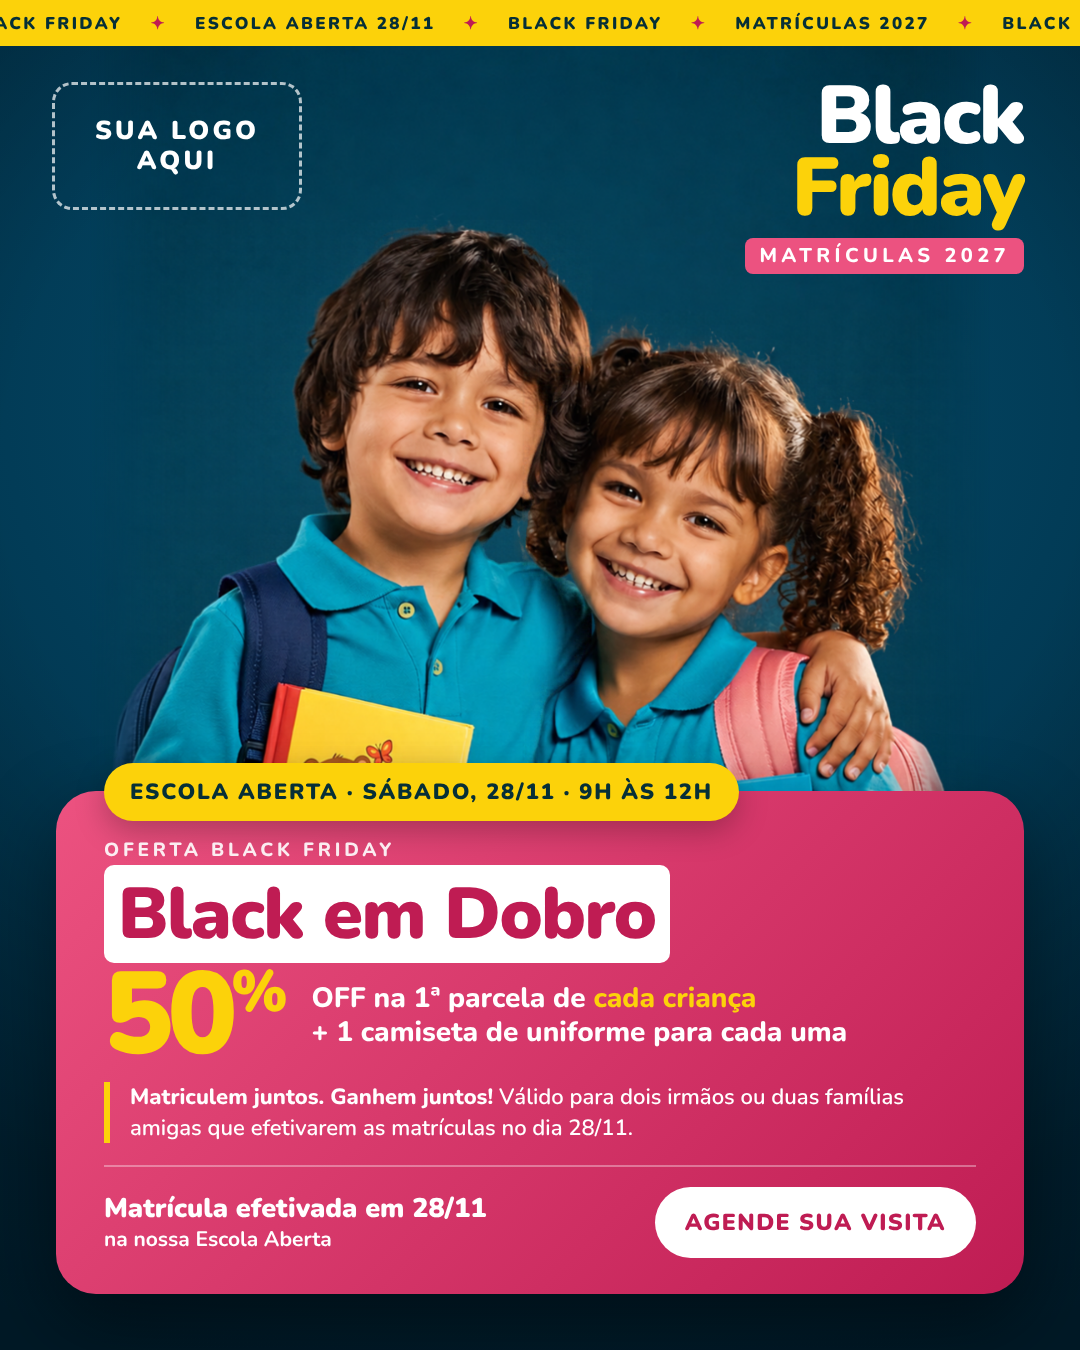 ACK FRIDAY ✦ ESCOLA ABERTA 28/11 ✦ BLACK FRIDAY ✦ MATRÍCULAS 2027 ✦ BLACK
SUA LOGO
AQUI
Black
Friday
MATRÍCULAS 2027
ESCOLA ABERTA · SÁBADO, 28/11 · 9H ÀS 12H
OFERTA BLACK FRIDAY
Black em Dobro
50%
OFF na 1ª parcela de cada criança
+ 1 camiseta de uniforme para cada uma
Matriculem juntos. Ganhem juntos! Válido para dois irmãos ou duas famílias
amigas que efetivarem as matrículas no dia 28/11.
Matrícula efetivada em 28/11
na nossa Escola Aberta
AGENDE SUA VISITA